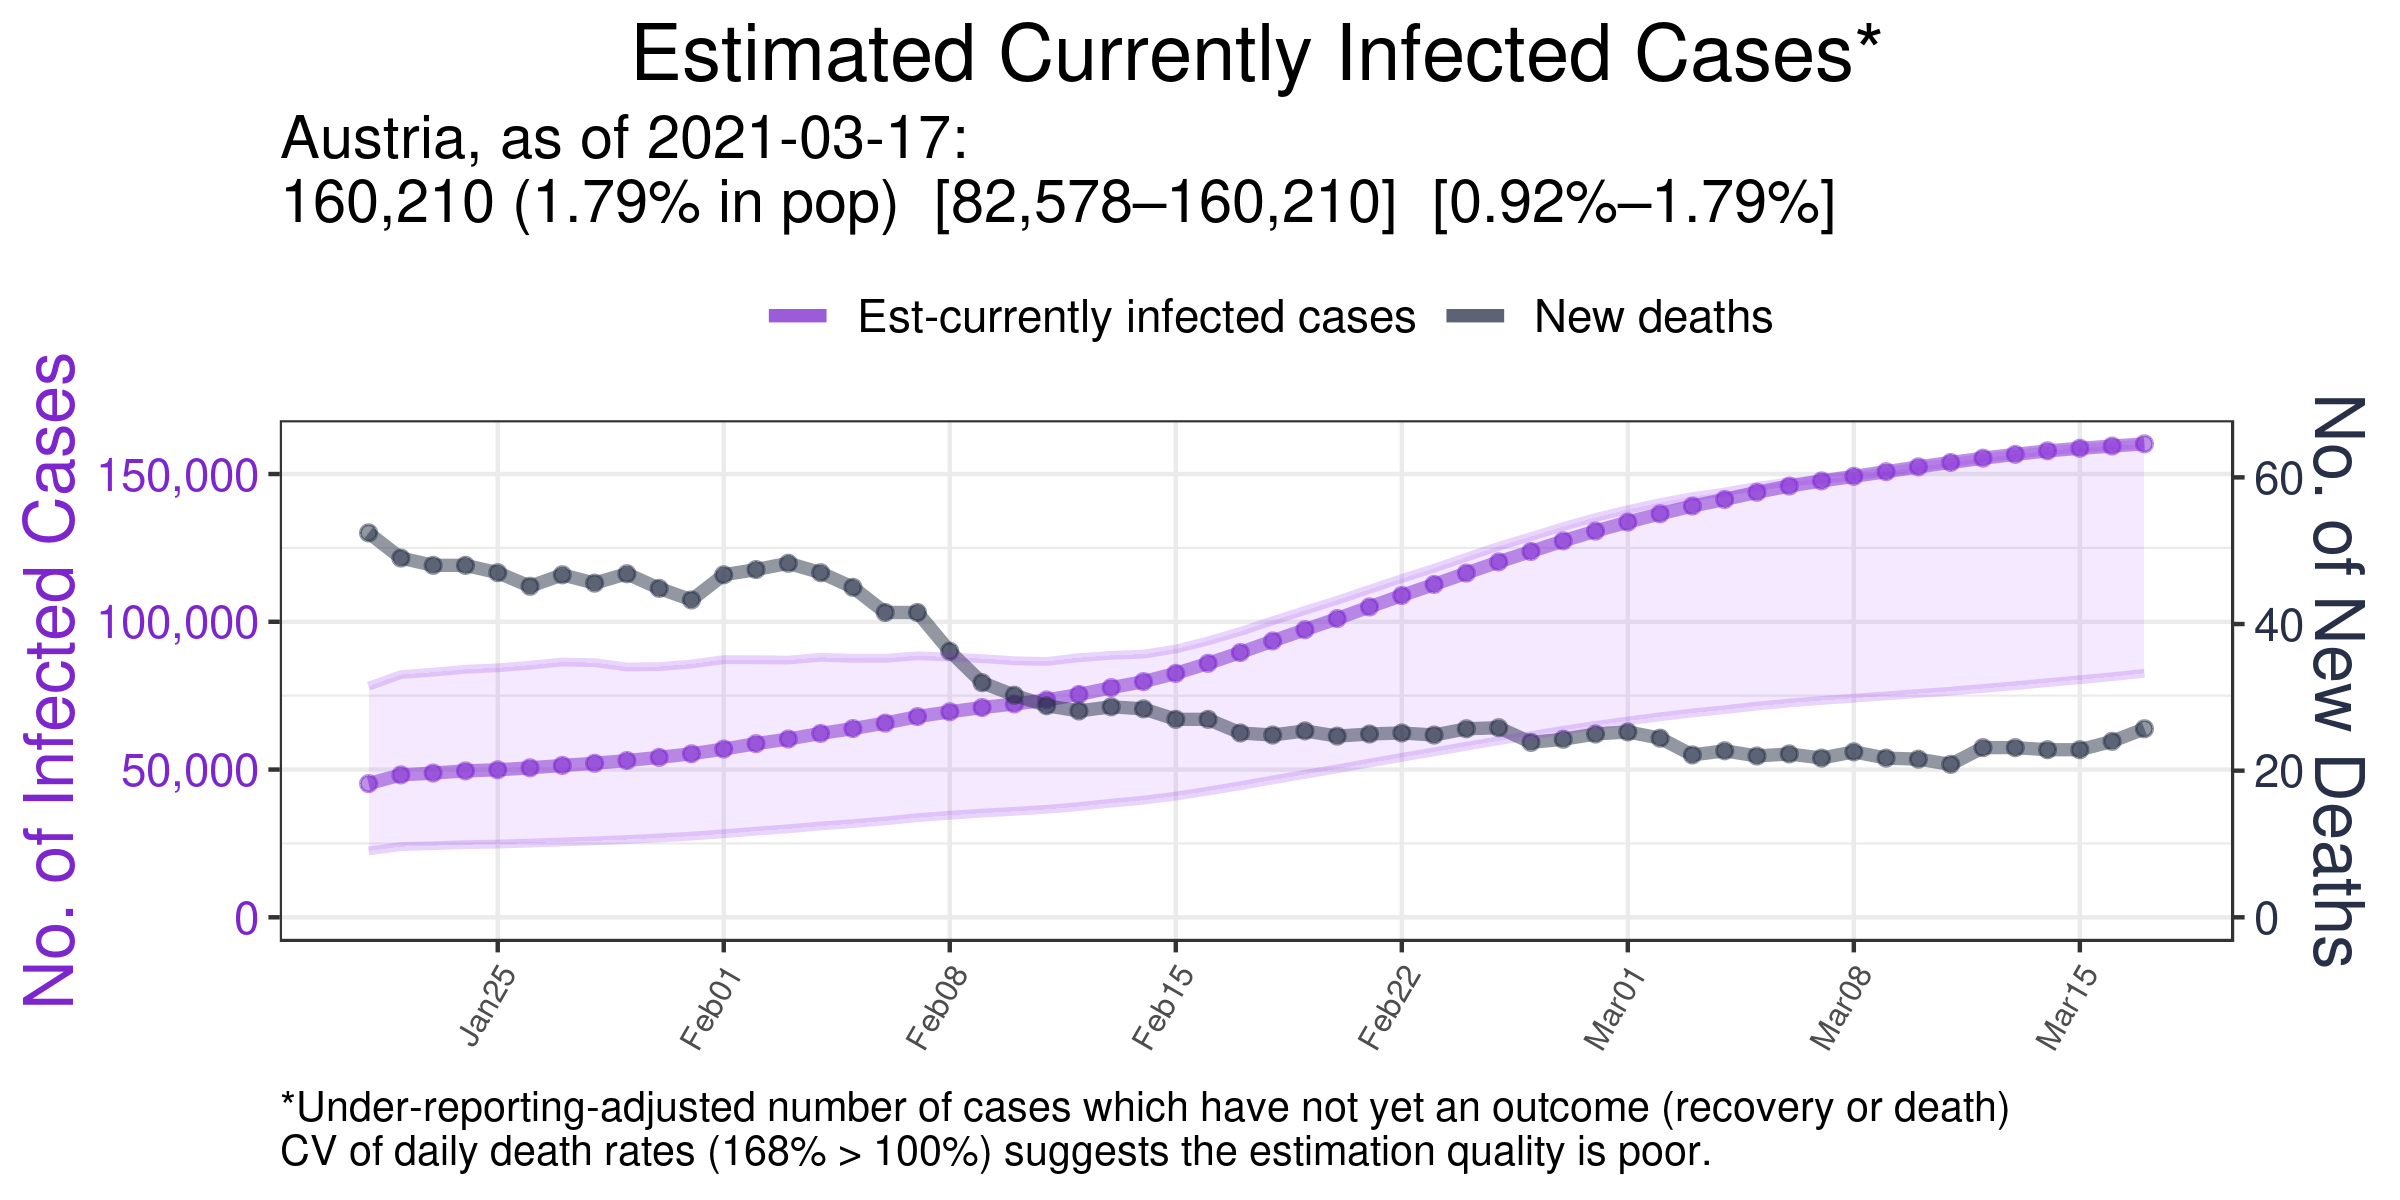 Estimated Currently Infected Cases*
Austria, as of 2021-03-17:
160,210 (1.79% in pop)  [82,578–160,210]  [0.92%–1.79%]
Est-currently infected cases
New deaths
No. of Infected Cases
150,000
100,000
50,000
0
No. of New Deaths
60
40
20
0
Jan25
Feb01
Feb08
Feb15
Feb22
Mar01
Mar08
Mar15
*Under-reporting-adjusted number of cases which have not yet an outcome (recovery or death)
CV of daily death rates (168% > 100%) suggests the estimation quality is poor.